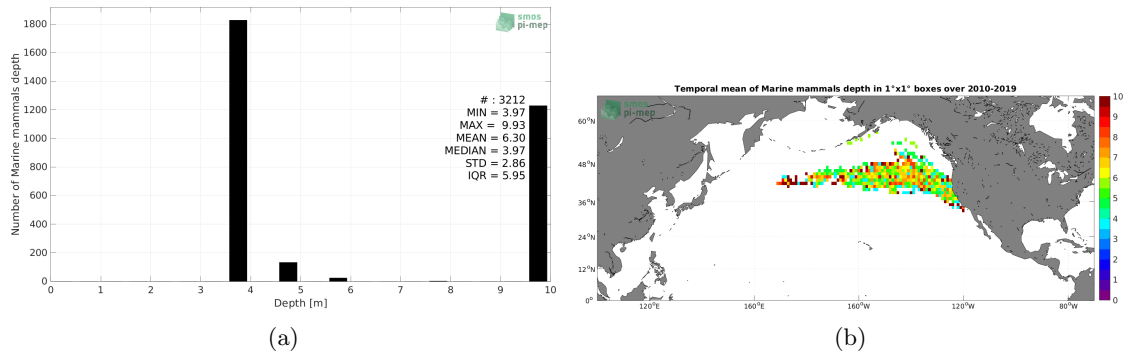 smos
pi-mep
1800
1600
1400
1200
1000
800
600
400
200
0
Number of Marine mammals depth
# : 3212
MIN = 3.97
MAX = 9.93
MEAN = 6.30
MEDIAN = 3.97
STD = 2.86
IQR = 5.95
0 1 2 3 4 5 6 7 8 9 10
Depth [m]
(a)
Temporal mean of Marine mammals depth in 1°x1° boxes over 2010-2019
smos
pi-mep
60°N
48°N
36°N
24°N
12°N
0°
120°E 160°E 160°W 120°W 80°W
10
9
8
7
6
5
4
3
2
1
0
(b)